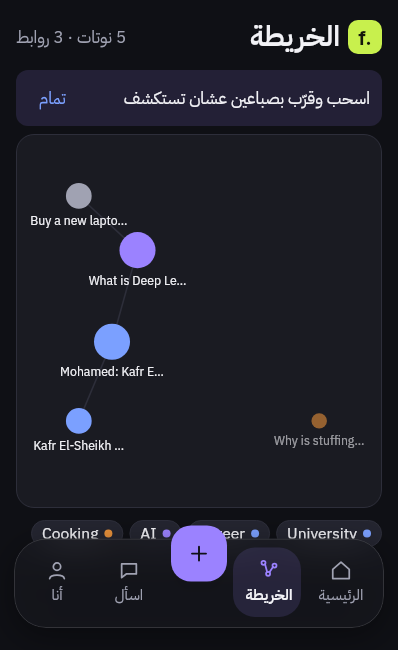 f. الخريطة
5 نوتات · 3 روابط
اسحب وقرّب بصباعين عشان تستكشف
تمام
Buy a new lapto...
What is Deep Le...
Mohamed: Kafr E...
Kafr El-Sheikh ...
Why is stuffing...
University
AI
Cooking
الرئيسية
الخريطة
+
اسأل
أنا